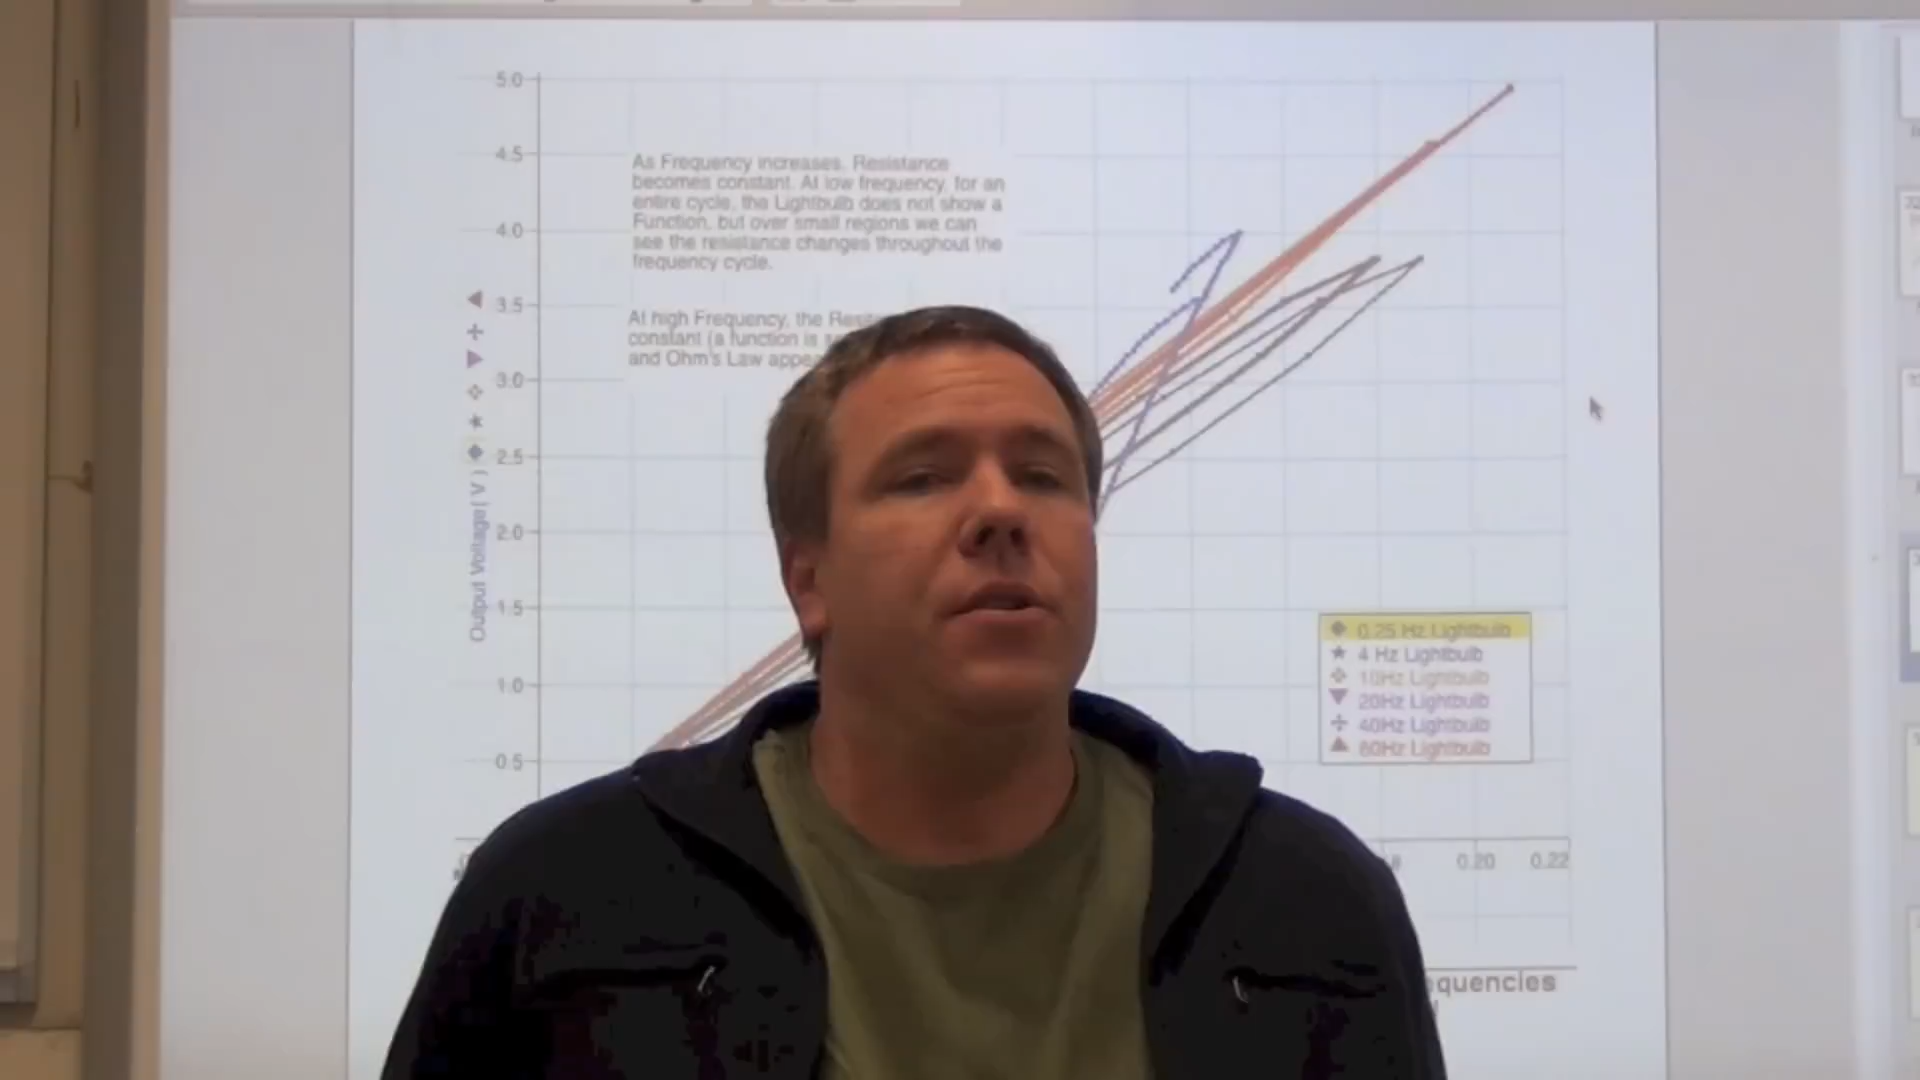 5.0
4.5
As Frequency increases, Resistance
becomes constant. At low frequency, for an
entire cycle, the Lightbulb does not show a
Function, but over small regions we can
see the resistance changes throughout the
frequency cycle.
4.0
3.5
At high Frequency, the
constant (a function is
and Ohm's Law
3.0
2.5
2.0
1.5
1.0
0.5
Output Voltage( V )
0.25 Hz Lightbulb
4 Hz Lightbulb
10Hz Lightbulb
20Hz Lightbulb
40Hz Lightbulb
60Hz Lightbulb
0.20 0.22
equencies